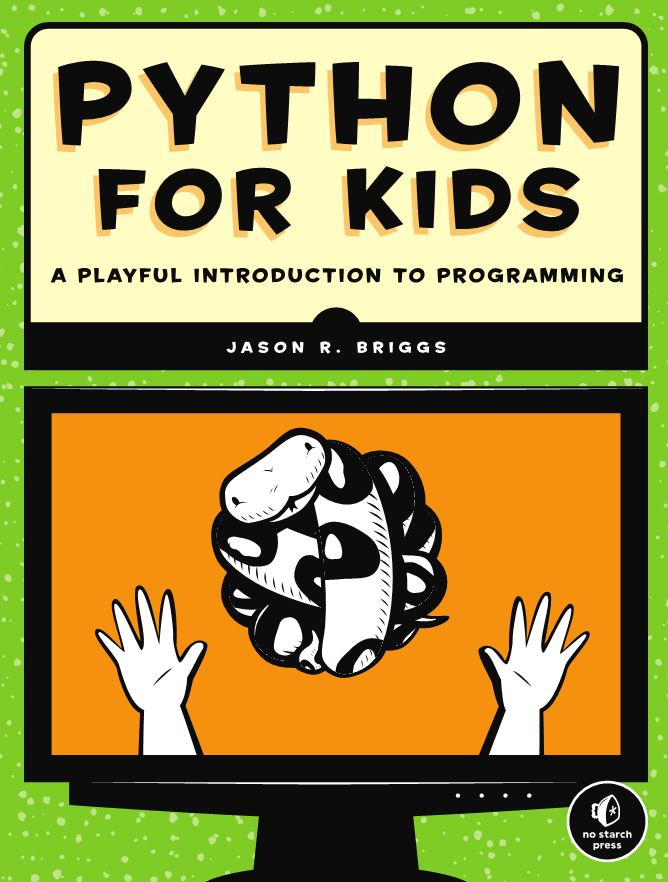 PYTHON
FOR KIDS
A PLAYFUL INTRODUCTION TO PROGRAMMING
JASON R. BRIGGS
no starch
press